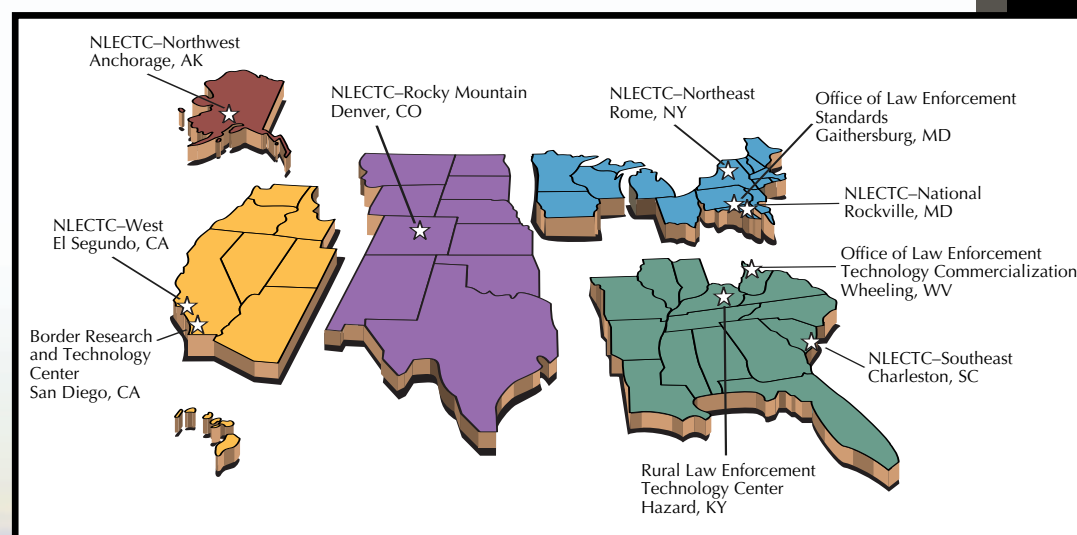 NLECTC–Northwest
Anchorage, AK
NLECTC–Rocky Mountain
Denver, CO
NLECTC–Northeast
Rome, NY
Office of Law Enforcement
Standards
Gaithersburg, MD
NLECTC–National
Rockville, MD
NLECTC–West
El Segundo, CA
Office of Law Enforcement
Technology Commercialization
Wheeling, WV
Border Research
and Technology
Center
San Diego, CA
NLECTC–Southeast
Charleston, SC
Rural Law Enforcement
Technology Center
Hazard, KY